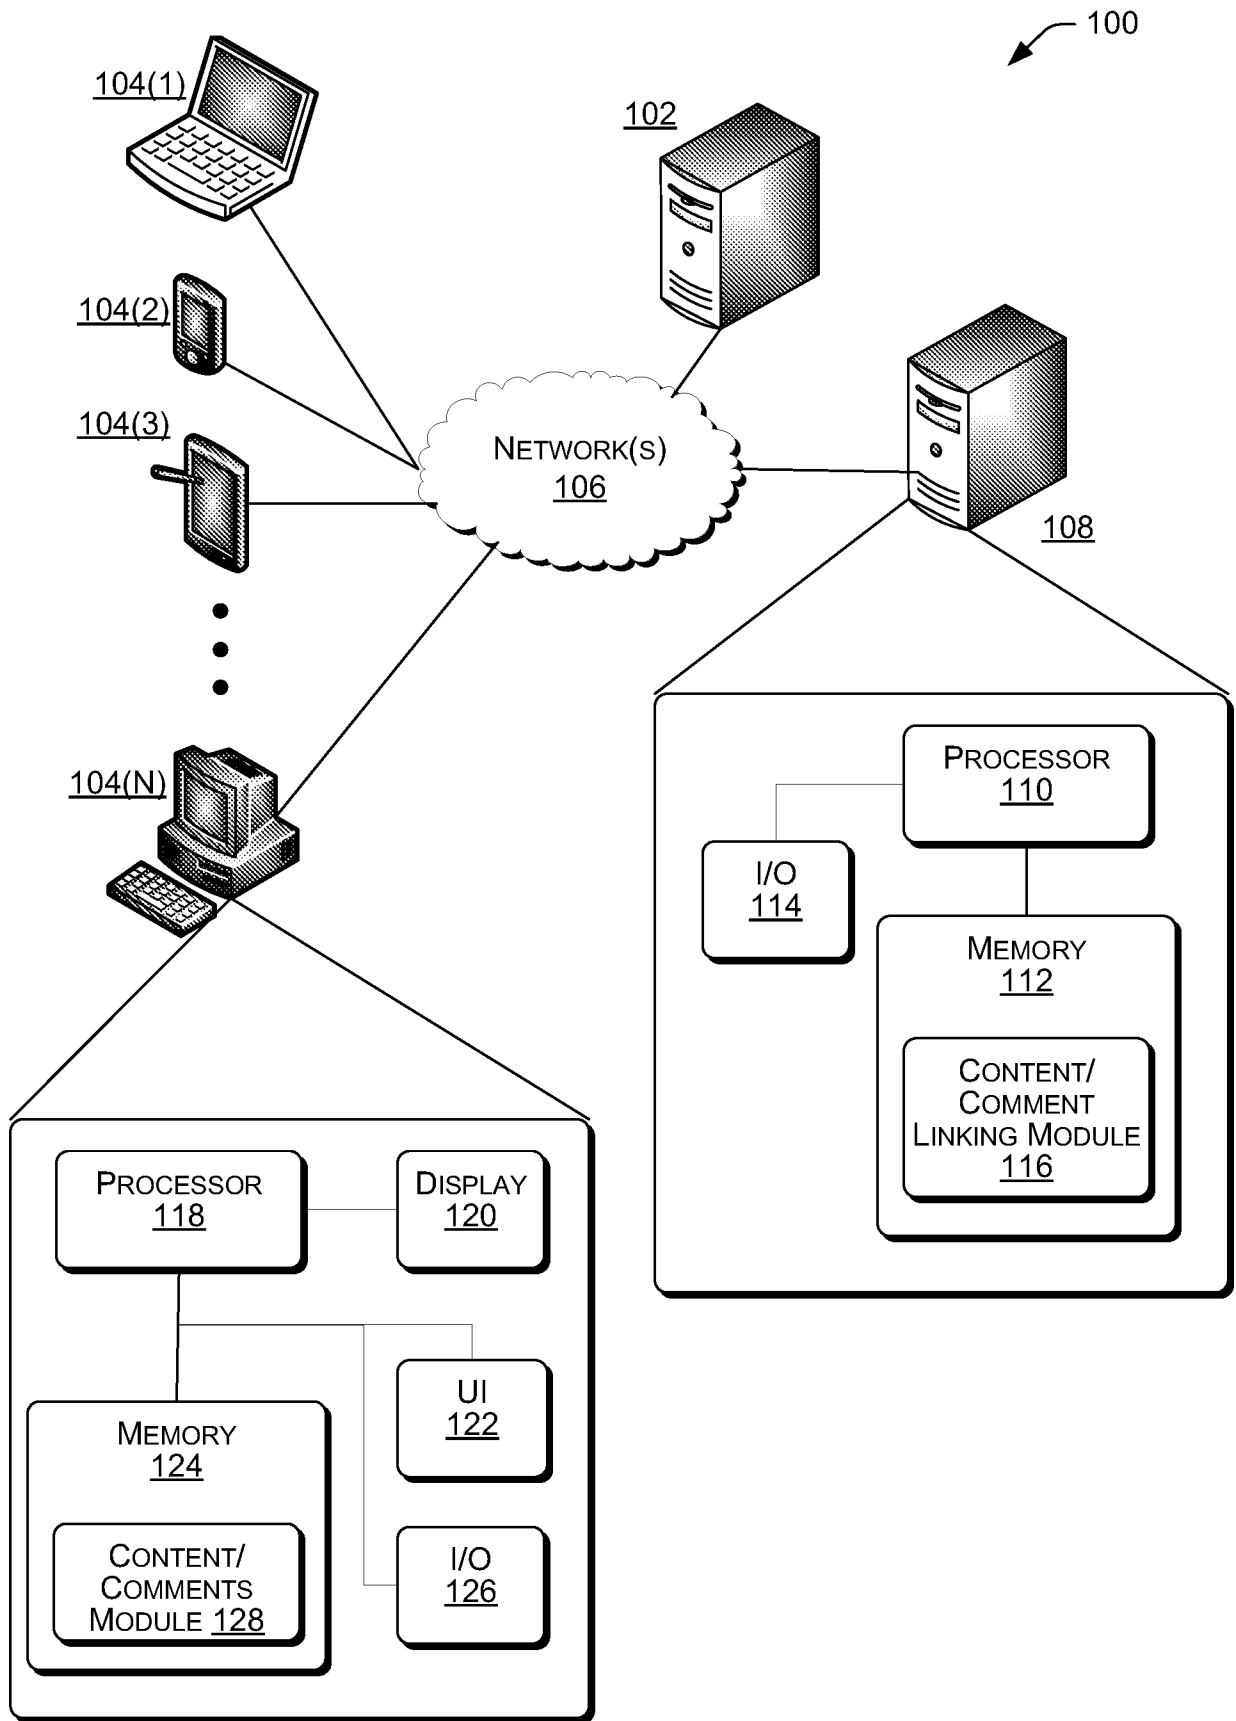 100
104(1)
102
104(2)
104(3)
NETWORK(S)
106
108
104(N)
PROCESSOR
110
I/O
114
MEMORY
112
CONTENT/
COMMENT
LINKING MODULE
116
PROCESSOR
118
DISPLAY
120
UI
122
MEMORY
124
I/O
126
CONTENT/
COMMENTS
MODULE 128